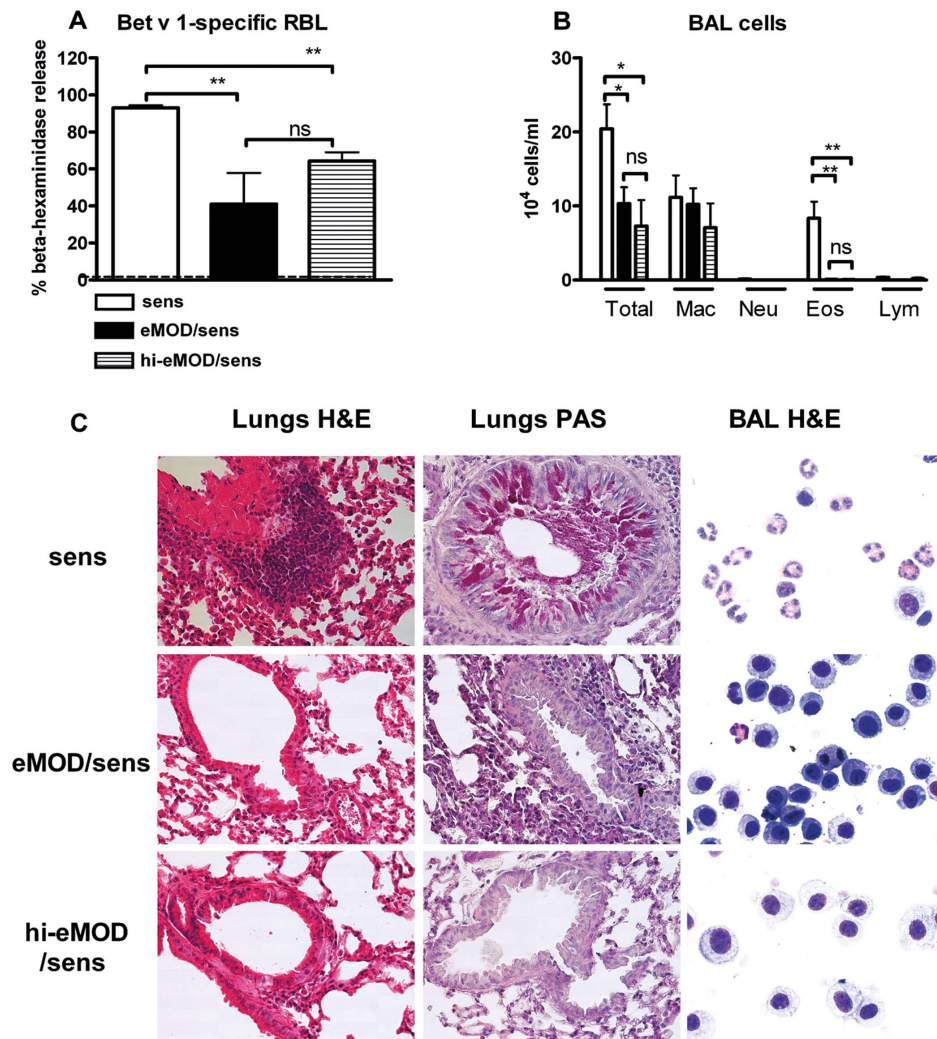 A Bet v 1-specific RBL
% beta-hexaminidase release
120
100
80
60
40
20
0
**
**
ns
sens
eMOD/sens
hi-eMOD/sens
B BAL cells
10⁴ cells/ml
30
20
10
0
*
*
ns
**
**
ns
Total Mac Neu Eos Lym
C Lungs H&E Lungs PAS BAL H&E
sens
eMOD/sens
hi-eMOD
/sens